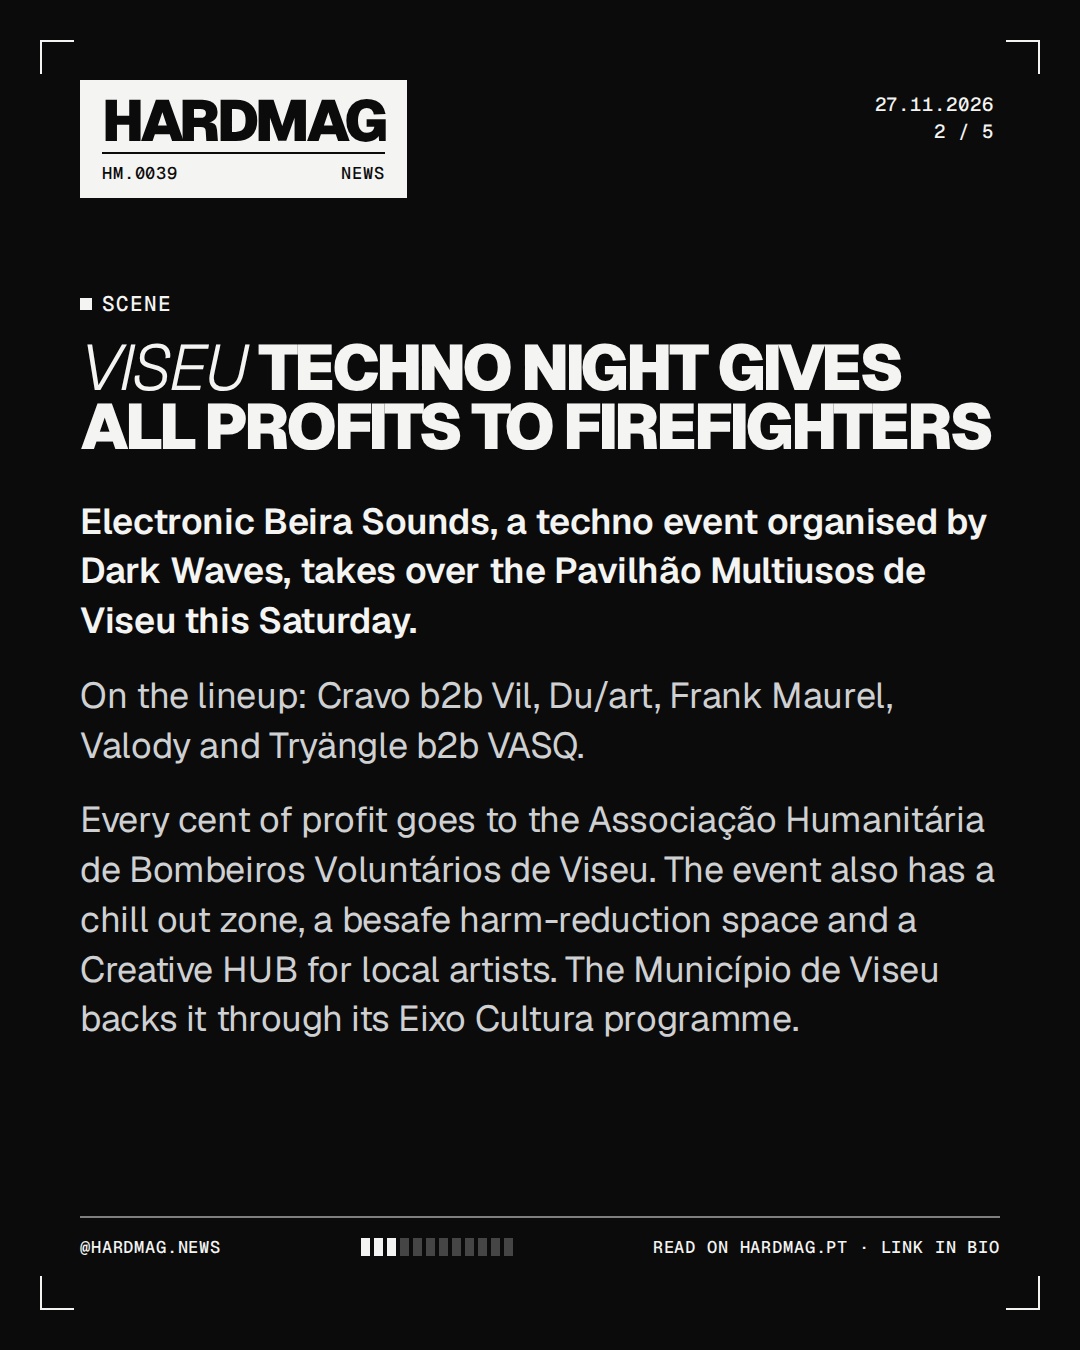 HARDMAG
HM.0039 NEWS
27.11.2026
2 / 5
SCENE
VISEU TECHNO NIGHT GIVES
ALL PROFITS TO FIREFIGHTERS
Electronic Beira Sounds, a techno event organised by
Dark Waves, takes over the Pavilhão Multiusos de
Viseu this Saturday.
On the lineup: Cravo b2b Vil, Du/art, Frank Maurel,
Valody and Tryängle b2b VASQ.
Every cent of profit goes to the Associação Humanitária
de Bombeiros Voluntários de Viseu. The event also has a
chill out zone, a besafe harm-reduction space and a
Creative HUB for local artists. The Município de Viseu
backs it through its Eixo Cultura programme.
@HARDMAG.NEWS
READ ON HARDMAG.PT · LINK IN BIO